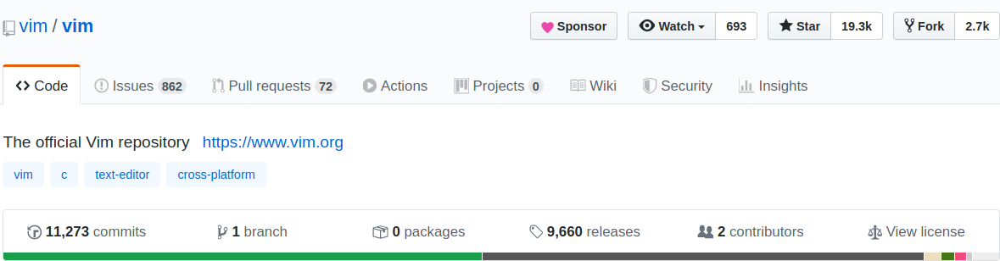 vim / vim Sponsor Watch 693 Star 19.3k Fork 2.7k
Code Issues 862 Pull requests 72 Actions Projects 0 Wiki Security Insights
The official Vim repository https://www.vim.org
vim c text-editor cross-platform
11,273 commits 1 branch 0 packages 9,660 releases 2 contributors View license